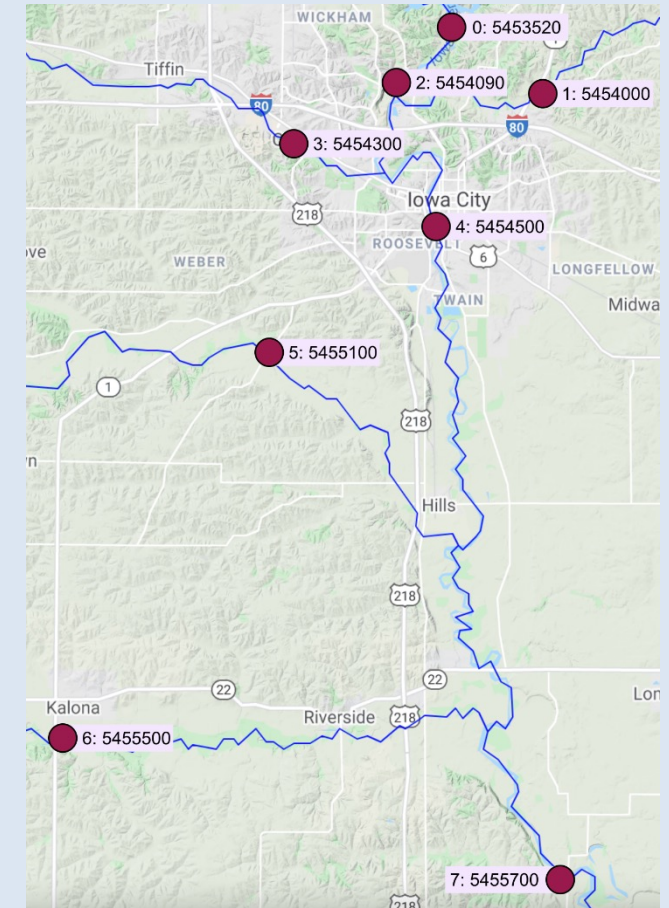 WICKHAM
0: 5453520
1
Tiffin
2: 5454090
1: 5454000
80
80
3: 5454300
Iowa City
218
4: 5454500
ROOSEVELT
6
ove
WEBER
LONGFELLOW
TWAIN
Midwa
5: 5455100
1
218
n
Hills
218
22
22
Lon
Kalona
Riverside
218
6: 5455500
7: 5455700
218